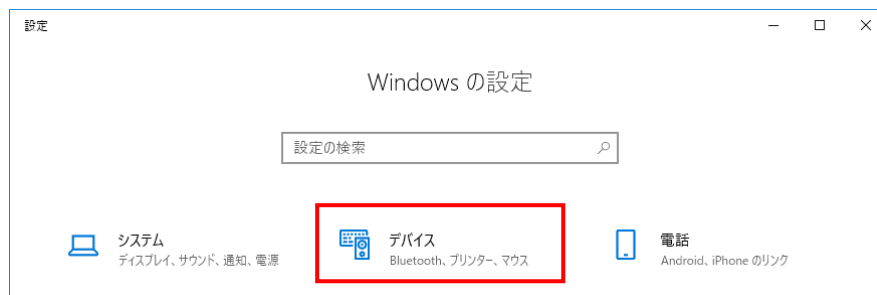 設定
Windows の設定
設定の検索
システム
ディスプレイ、サウンド、通知、電源
デバイス
Bluetooth、プリンター、マウス
電話
Android、iPhone のリンク